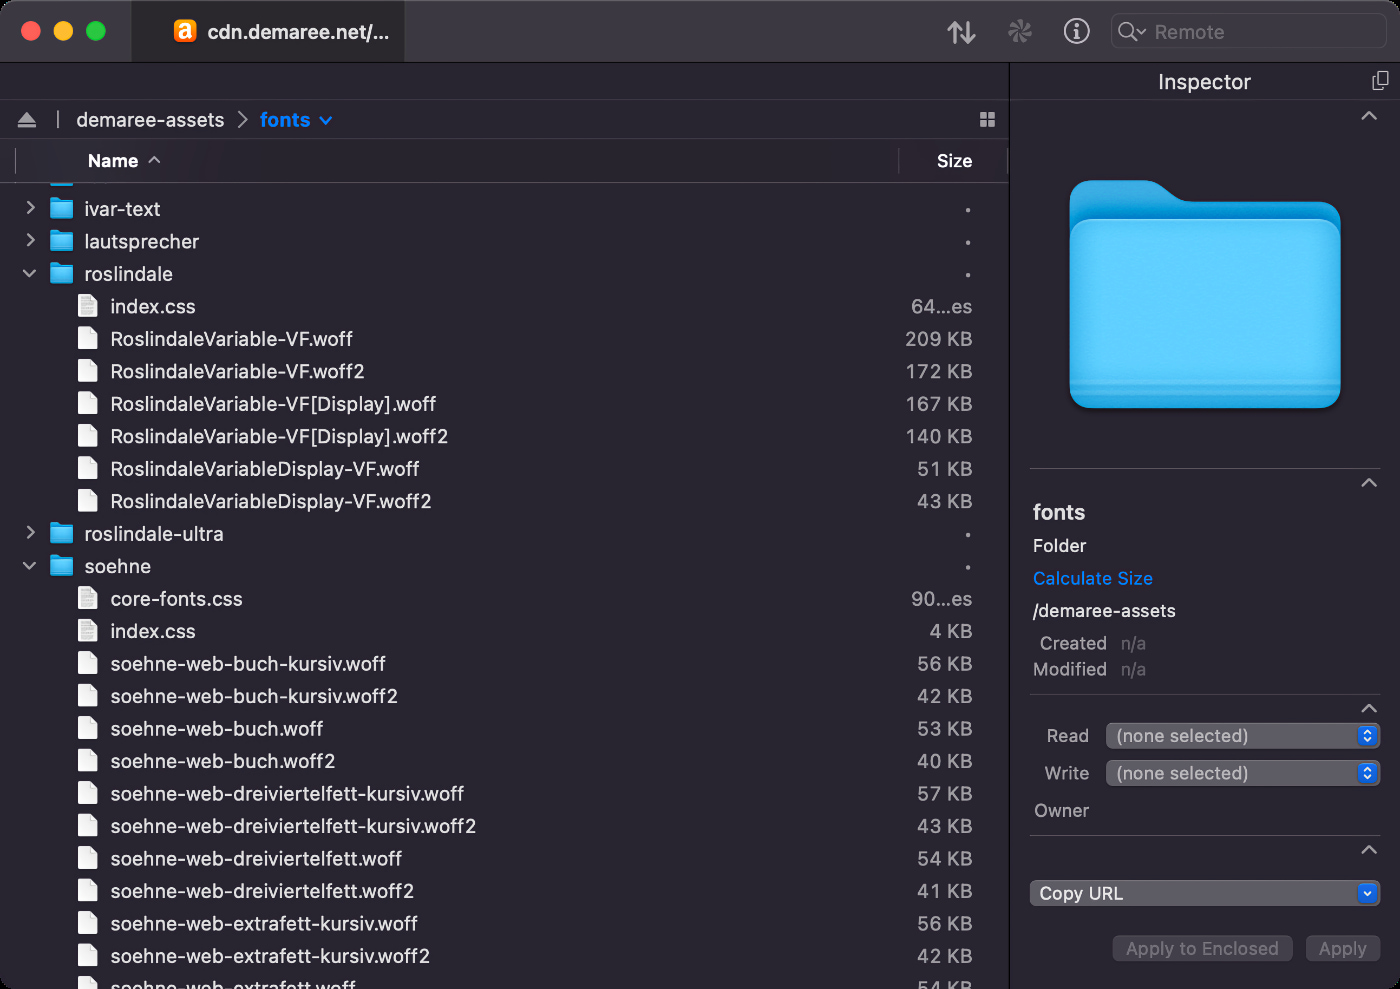 a cdn.demaree.net/...
Remote
Inspector
demaree-assets fonts
Name Size
ivar-text
lautsprecher
roslindale
index.css 64...es
RoslindaleVariable-VF.woff 209 KB
RoslindaleVariable-VF.woff2 172 KB
RoslindaleVariable-VF[Display].woff 167 KB
RoslindaleVariable-VF[Display].woff2 140 KB
RoslindaleVariableDisplay-VF.woff 51 KB
RoslindaleVariableDisplay-VF.woff2 43 KB
roslindale-ultra
soehne
core-fonts.css 90...es
index.css 4 KB
soehne-web-buch-kursiv.woff 56 KB
soehne-web-buch-kursiv.woff2 42 KB
soehne-web-buch.woff 53 KB
soehne-web-buch.woff2 40 KB
soehne-web-dreiviertelfett-kursiv.woff 57 KB
soehne-web-dreiviertelfett-kursiv.woff2 43 KB
soehne-web-dreiviertelfett.woff 54 KB
soehne-web-dreiviertelfett.woff2 41 KB
soehne-web-extrafett-kursiv.woff 56 KB
soehne-web-extrafett-kursiv.woff2 42 KB
soehne-web-extrafett.woff 54 KB
fonts
Folder
Calculate Size
/demaree-assets
Created n/a
Modified n/a
Read (none selected)
Write (none selected)
Owner
Copy URL
Apply to Enclosed Apply